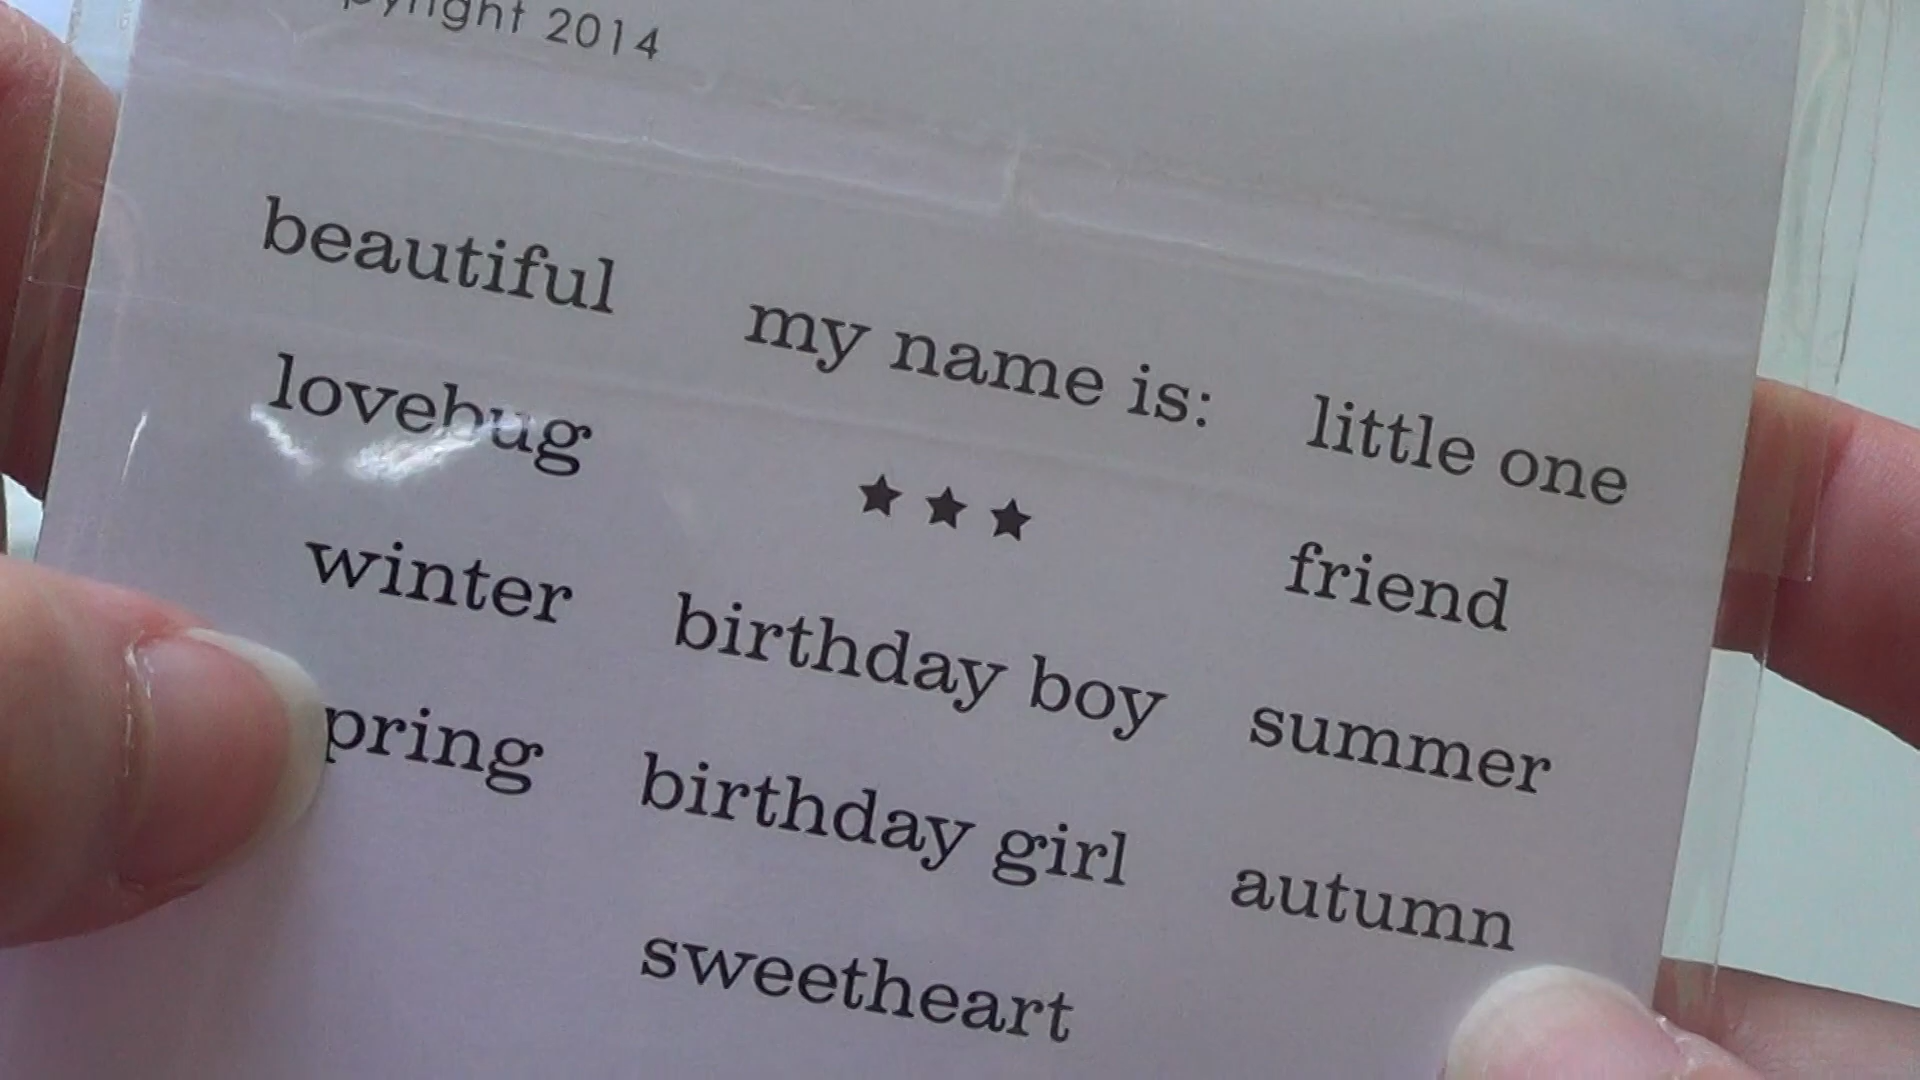 pyright 2014
beautiful my name is: little one
lovebug ★ ★ ★ friend
winter birthday boy summer
pring birthday girl autumn
sweetheart